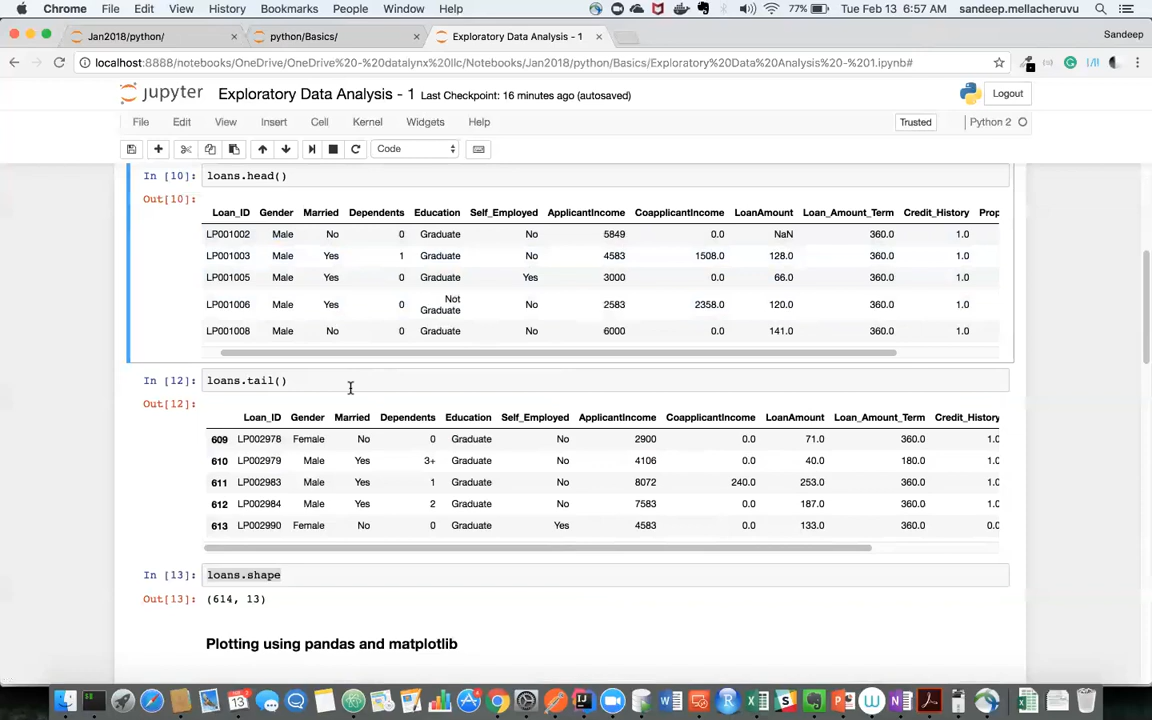 Chrome File Edit View History Bookmarks People Window Help 77% Tue Feb 13 6:57 AM sandeep.mellacheruvu
Jan2018/python/ python/Basics/ Exploratory Data Analysis - 1 Sandeep
localhost:8888/notebooks/OneDrive/OneDrive%20-%20datalynx%20llc/Notebooks/Jan2018/python/Basics/Exploratory%20Data%20Analysis%20-%201.ipynb#
jupyter Exploratory Data Analysis - 1 Last Checkpoint: 16 minutes ago (autosaved) Logout
File Edit View Insert Cell Kernel Widgets Help Trusted Python 2
Code
In [10]: loans.head()
Out[10]:
Loan_ID Gender Married Dependents Education Self_Employed ApplicantIncome CoapplicantIncome LoanAmount Loan_Amount_Term Credit_History Prop
LP001002 Male No 0 Graduate No 5849 0.0 NaN 360.0 1.0
LP001003 Male Yes 1 Graduate No 4583 1508.0 128.0 360.0 1.0
LP001005 Male Yes 0 Graduate Yes 3000 0.0 66.0 360.0 1.0
LP001006 Male Yes 0 Not Graduate No 2583 2358.0 120.0 360.0 1.0
LP001008 Male No 0 Graduate No 6000 0.0 141.0 360.0 1.0
In [12]: loans.tail()
Out[12]:
Loan_ID Gender Married Dependents Education Self_Employed ApplicantIncome CoapplicantIncome LoanAmount Loan_Amount_Term Credit_History
609 LP002978 Female No 0 Graduate No 2900 0.0 71.0 360.0 1.0
610 LP002979 Male Yes 3+ Graduate No 4106 0.0 40.0 180.0 1.0
611 LP002983 Male Yes 1 Graduate No 8072 240.0 253.0 360.0 1.0
612 LP002984 Male Yes 2 Graduate No 7583 0.0 187.0 360.0 1.0
613 LP002990 Female No 0 Graduate Yes 4583 0.0 133.0 360.0 0.0
In [13]: loans.shape
Out[13]: (614, 13)
Plotting using pandas and matplotlib